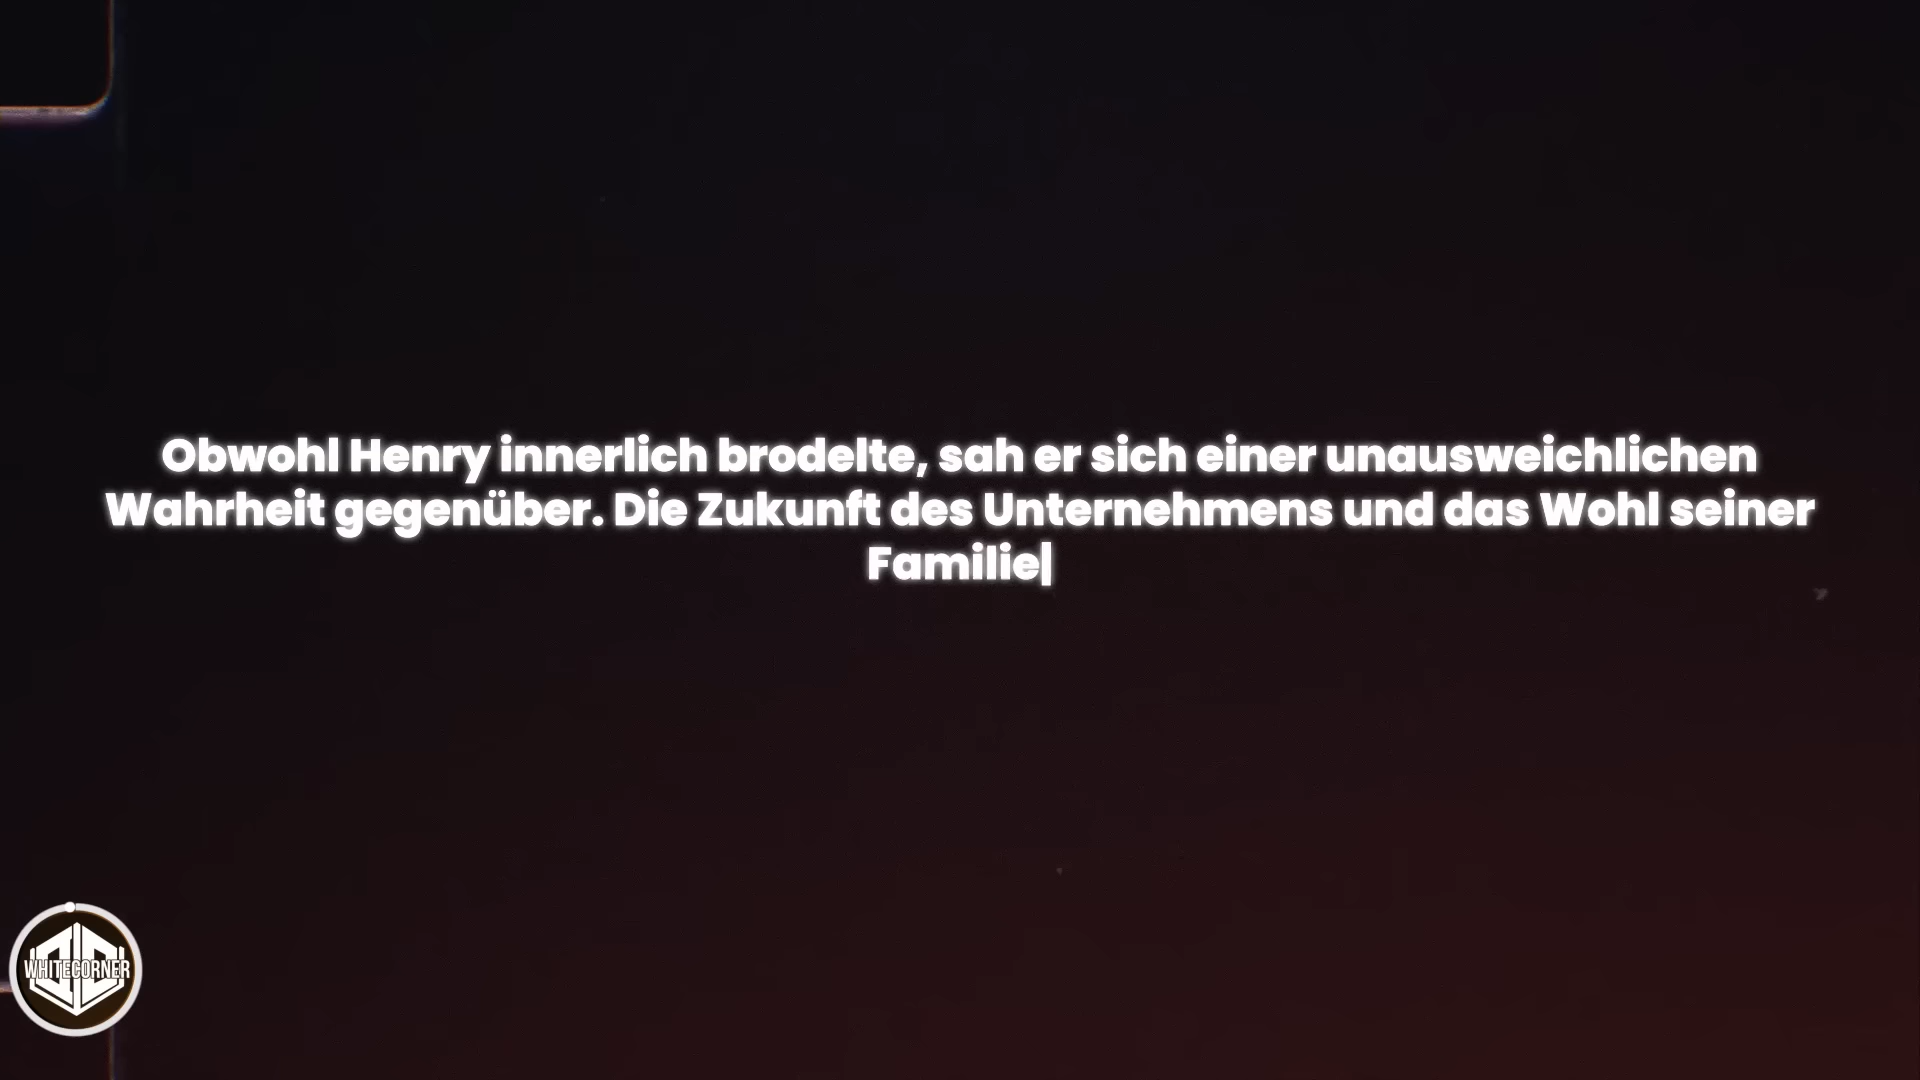 Obwohl Henry innerlich brodelte, sah er sich einer unausweichlichen
Wahrheit gegenüber. Die Zukunft des Unternehmens und das Wohl seiner
Familie
WHITECORNER